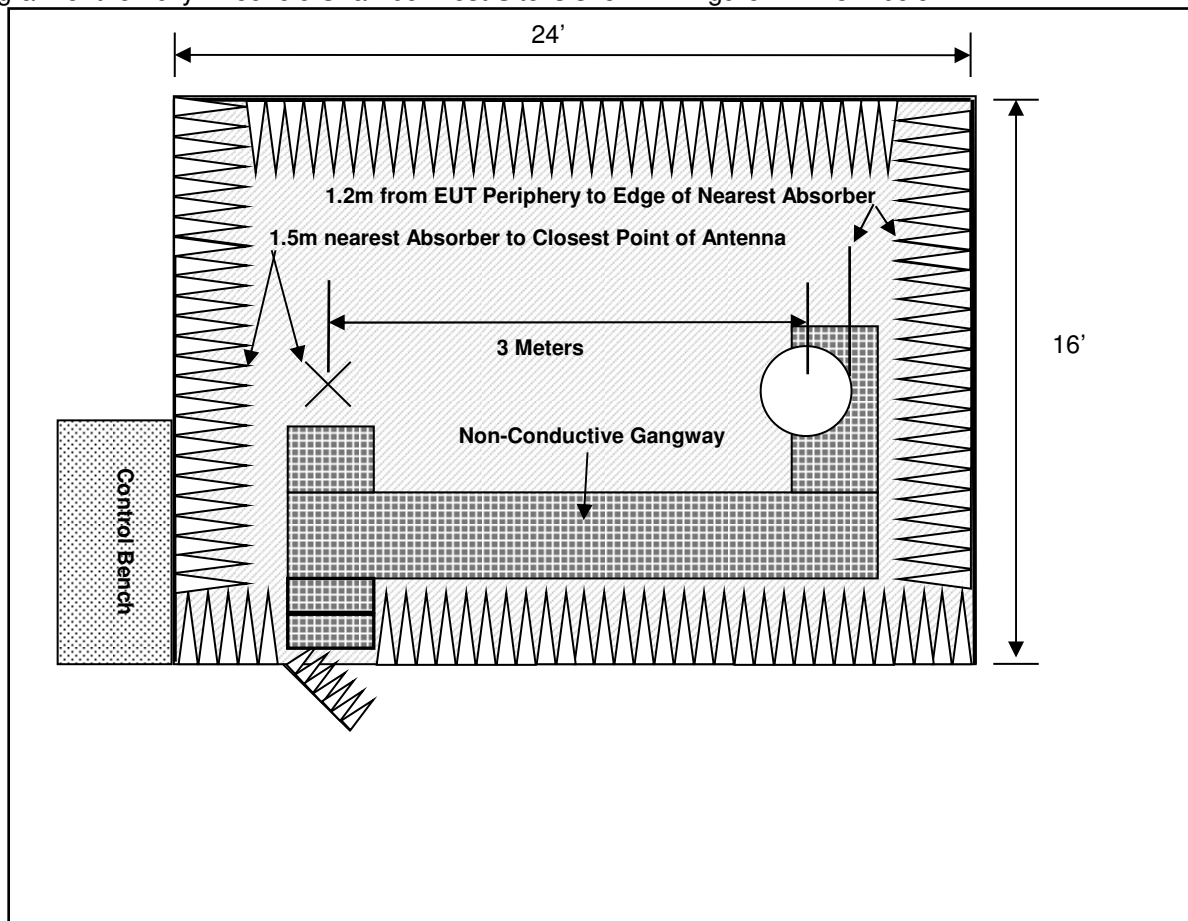 24’
1.2m from EUT Periphery to Edge of Nearest Absorber
1.5m nearest Absorber to Closest Point of Antenna
3 Meters
16’
Non-Conductive Gangway
Control Bench